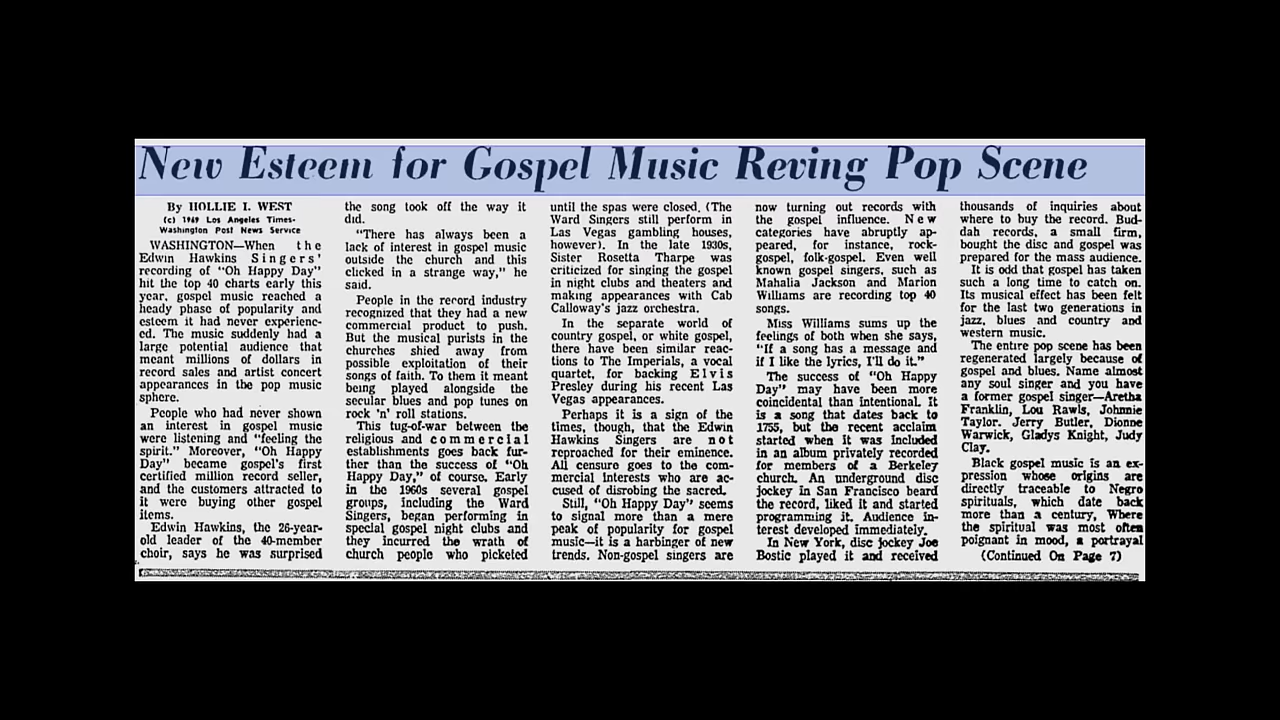 New Esteem for Gospel Music Reving Pop Scene
By HOLLIE I. WEST
(c) 1969 Los Angeles Times-
Washington Post News Service
WASHINGTON—When the
Edwin Hawkins Singers'
recording of "Oh Happy Day"
hit the top 40 charts early this
year, gospel music reached a
heady phase of popularity and
esteem it had never experienc-
ed. The music suddenly had a
large potential audience that
meant millions of dollars in
record sales and artist concert
appearances in the pop music
sphere.
People who had never shown
an interest in gospel music
were listening and "feeling the
spirit." Moreover, "Oh Happy
Day" became gospel's first
certified million record seller,
and the customers attracted to
it were buying other gospel
items.
Edwin Hawkins, the 26-year-
old leader of the 40-member
choir, says he was surprised
the song took off the way it
did.
"There has always been a
lack of interest in gospel music
outside the church and this
clicked in a strange way," he
said.
People in the record industry
recognized that they had a new
commercial product to push.
But the musical purists in the
churches shied away from
possible exploitation of their
songs of faith. To them it meant
being played alongside the
secular blues and pop tunes on
rock 'n' roll stations.
This tug-of-war between the
religious and commercial
establishments goes back fur-
ther than the success of "Oh
Happy Day," of course. Early
in the 1960s several gospel
groups, including the Ward
Singers, began performing in
special gospel night clubs and
they incurred the wrath of
church people who picketed
until the spas were closed. (The
Ward Singers still perform in
Las Vegas gambling houses,
however). In the late 1930s,
Sister Rosetta Tharpe was
criticized for singing the gospel
in night clubs and theaters and
making appearances with Cab
Calloway's jazz orchestra.
In the separate world of
country gospel, or white gospel,
there have been similar reac-
tions to The Imperials, a vocal
quartet, for backing Elvis
Presley during his recent Las
Vegas appearances.
Perhaps it is a sign of the
times, though, that the Edwin
Hawkins Singers are not
reproached for their eminence.
All censure goes to the com-
mercial interests who are ac-
cused of disrobing the sacred.
Still, "Oh Happy Day" seems
to signal more than a mere
peak of popularity for gospel
music—it is a harbinger of new
trends. Non-gospel singers are
now turning out records with
the gospel influence. New
categories have abruptly ap-
peared, for instance, rock-
gospel, folk-gospel. Even well
known gospel singers, such as
Mahalia Jackson and Marion
Williams are recording top 40
songs.
Miss Williams sums up the
feelings of both when she says,
"If a song has a message and
if I like the lyrics, I'll do it."
The success of "Oh Happy
Day" may have been more
coincidental than intentional. It
is a song that dates back to
1755, but the recent acclaim
started when it was included
in an album privately recorded
for members of a Berkeley
church. An underground disc
jockey in San Francisco heard
the record, liked it and started
programming it. Audience in-
terest developed immediately.
In New York, disc jockey Joe
Bostic played it and received
thousands of inquiries about
where to buy the record. Bud-
dah records, a small firm,
bought the disc and gospel was
prepared for the mass audience.
It is odd that gospel has taken
such a long time to catch on.
Its musical effect has been felt
for the last two generations in
jazz, blues and country and
western music.
The entire pop scene has been
regenerated largely because of
gospel and blues. Name almost
any soul singer and you have
a former gospel singer—Aretha
Franklin, Lou Rawls, Johnnie
Taylor. Jerry Butler, Dionne
Warwick, Gladys Knight, Judy
Clay.
Black gospel music is an ex-
pression whose origins are
directly traceable to Negro
spirituals, which date back
more than a century, Where
the spiritual was most often
poignant in mood, a portrayal
(Continued On Page 7)